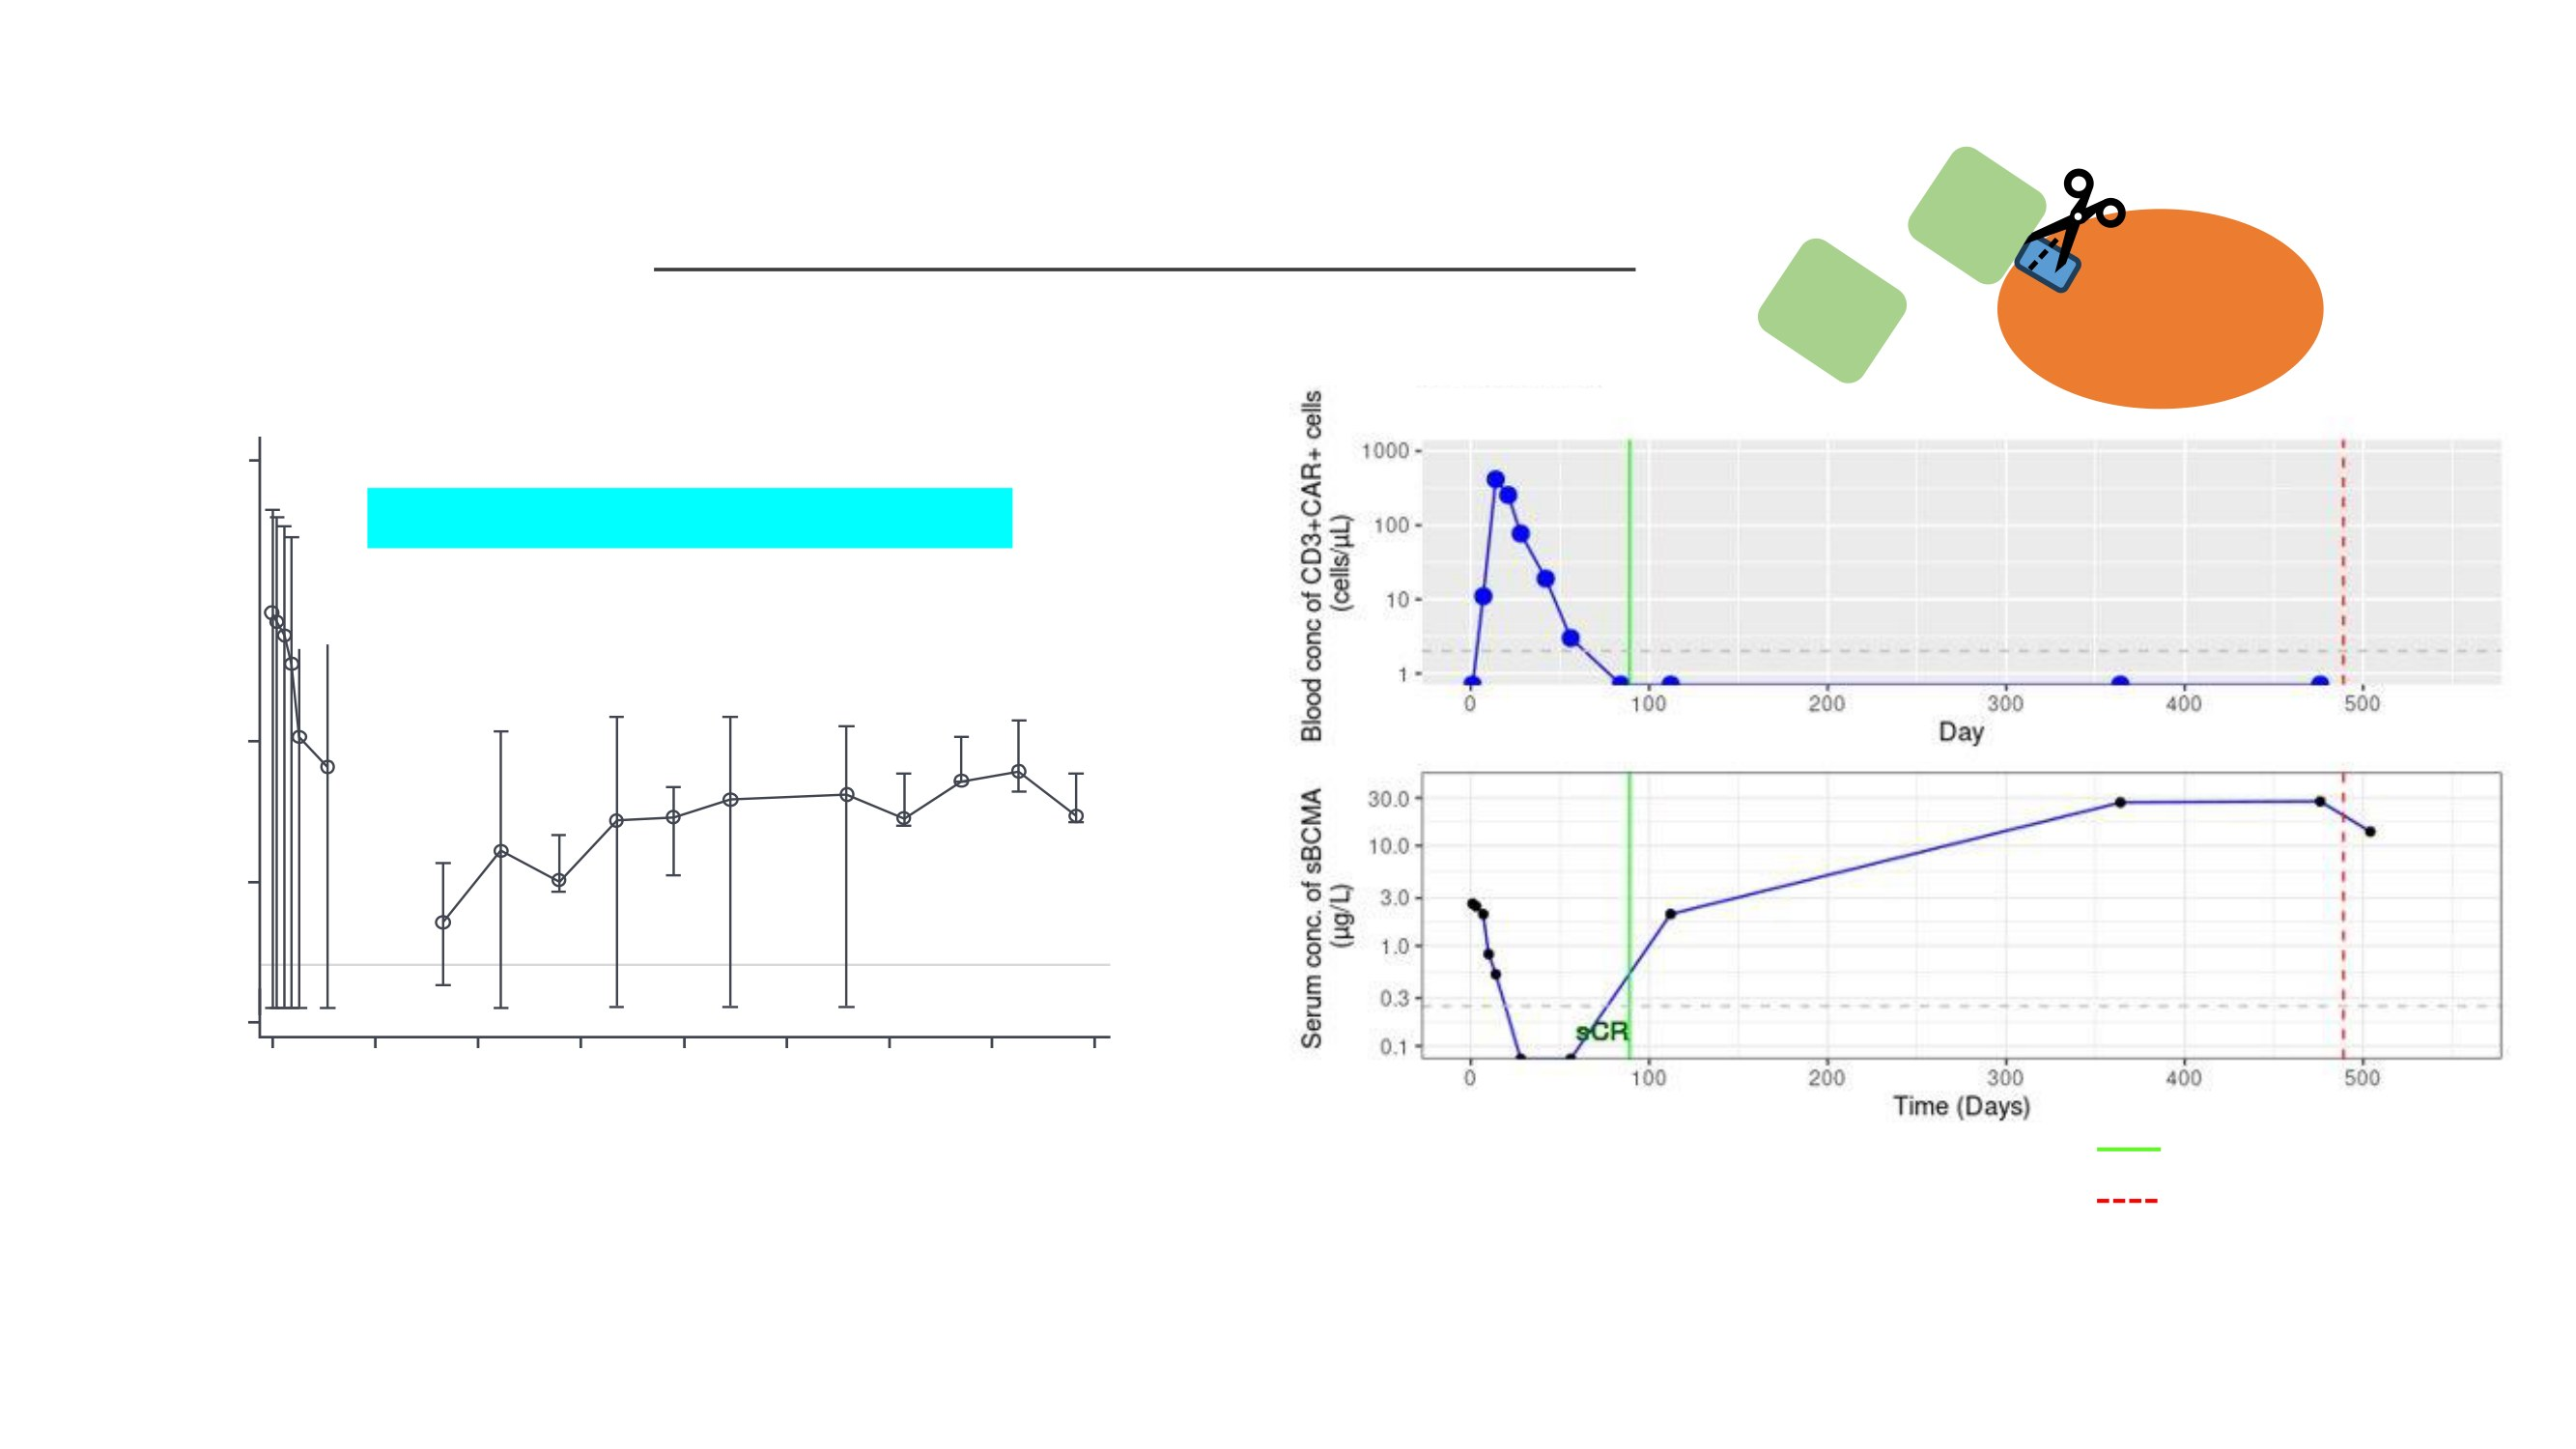 Blood conc of CD3+CAR+ cells
(cells/µL)
1000
100
10
1
0 100 200 300 400 500
Day
Serum conc. of sBCMA
(µg/L)
30.0
10.0
3.0
1.0
0.3
0.1
sCR
0 100 200 300 400 500
Time (Days)